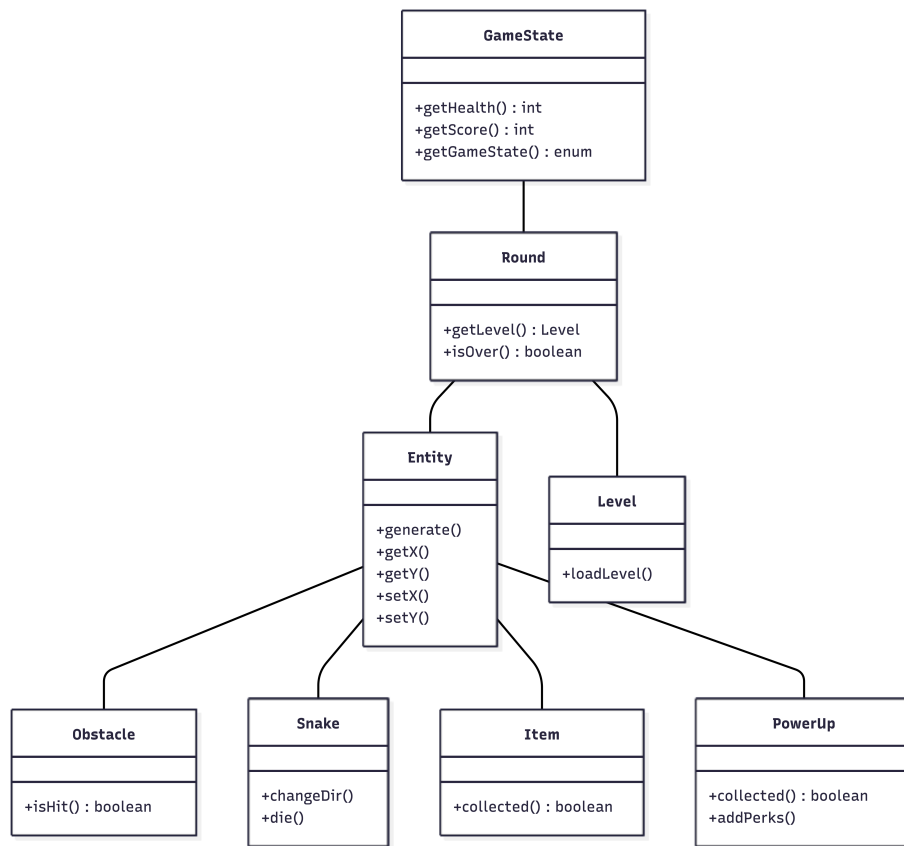 GameState
+getHealth() : int
+getScore() : int
+getGameState() : enum
Round
+getLevel() : Level
+isOver() : boolean
Entity
+generate()
+getX()
+getY()
+setX()
+setY()
Level
+loadLevel()
Obstacle
+isHit() : boolean
Snake
+changeDir()
+die()
Item
+collected() : boolean
PowerUp
+collected() : boolean
+addPerks()